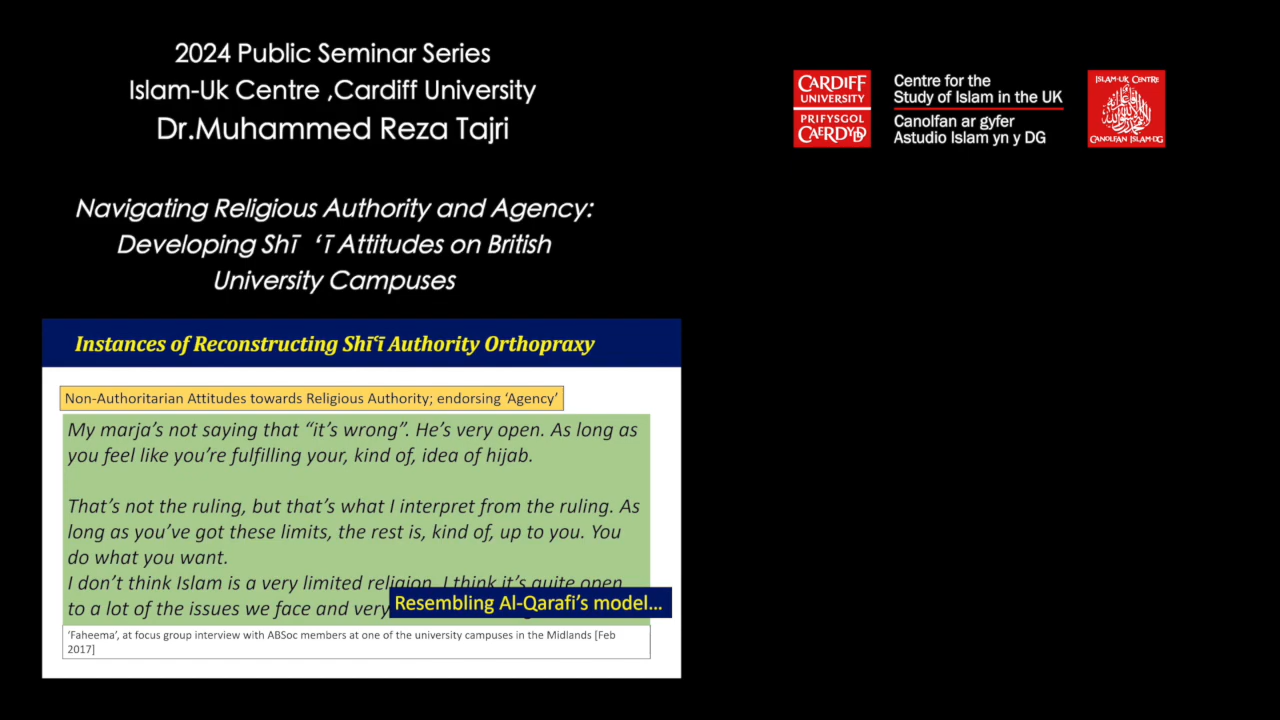 2024 Public Seminar Series
Islam-Uk Centre ,Cardiff University
Dr.Muhammed Reza Tajri
Navigating Religious Authority and Agency:
Developing Shī ‘ī Attitudes on British
University Campuses
CARDIFF
UNIVERSITY
PRIFYSGOL
CAERDYDD
Centre for the
Study of Islam in the UK
Canolfan ar gyfer
Astudio Islam yn y DG
ISLAM-UK CENTRE
CANOLFAN ISLAM-DG
Instances of Reconstructing Shīʿī Authority Orthopraxy
Non-Authoritarian Attitudes towards Religious Authority; endorsing ‘Agency’
My marja’s not saying that “it’s wrong”. He’s very open. As long as
you feel like you’re fulfilling your, kind of, idea of hijab.
That’s not the ruling, but that’s what I interpret from the ruling. As
long as you’ve got these limits, the rest is, kind of, up to you. You
do what you want.
I don’t think Islam is a very limited religion. I think it’s quite open
to a lot of the issues we face and very
Resembling Al-Qarafi’s model...
‘Faheema’, at focus group interview with ABSoc members at one of the university campuses in the Midlands [Feb
2017]